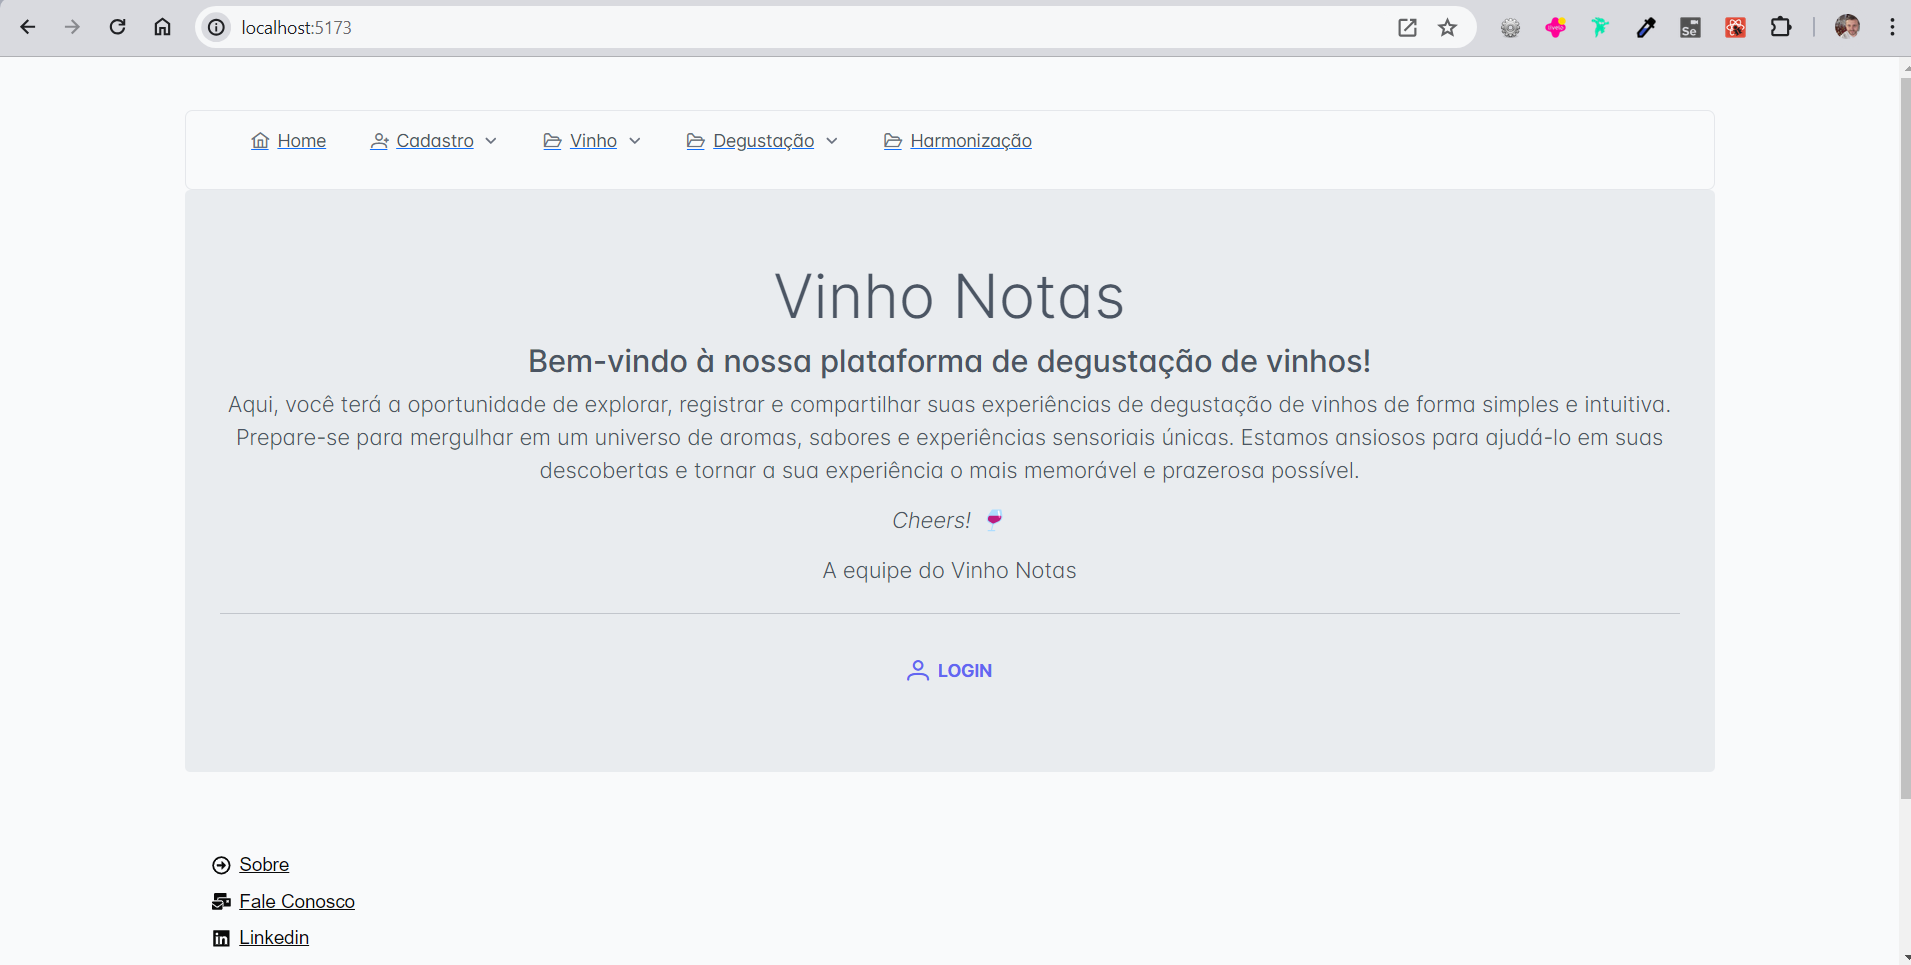 localhost:5173
Home Cadastro Vinho Degustação Harmonização
Vinho Notas
Bem-vindo à nossa plataforma de degustação de vinhos!
Aqui, você terá a oportunidade de explorar, registrar e compartilhar suas experiências de degustação de vinhos de forma simples e intuitiva.
Prepare-se para mergulhar em um universo de aromas, sabores e experiências sensoriais únicas. Estamos ansiosos para ajudá-lo em suas
descobertas e tornar a sua experiência o mais memorável e prazerosa possível.
Cheers! 🍷
A equipe do Vinho Notas
LOGIN
Sobre
Fale Conosco
Linkedin